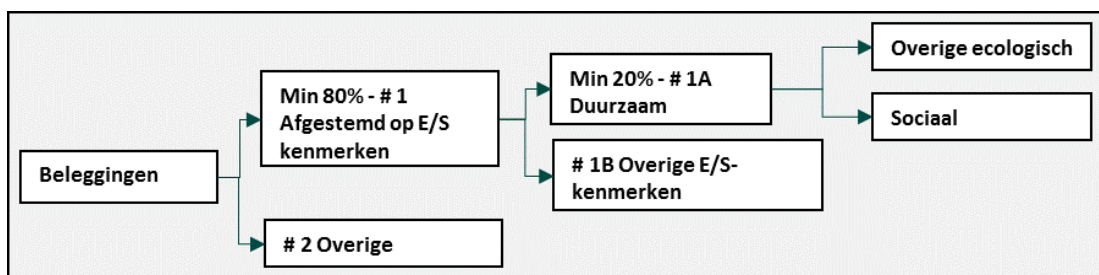 Beleggingen
Min 80% - # 1
Afgestemd op E/S
kenmerken
# 2 Overige
Min 20% - # 1A
Duurzaam
# 1B Overige E/S-
kenmerken
Overige ecologisch
Sociaal